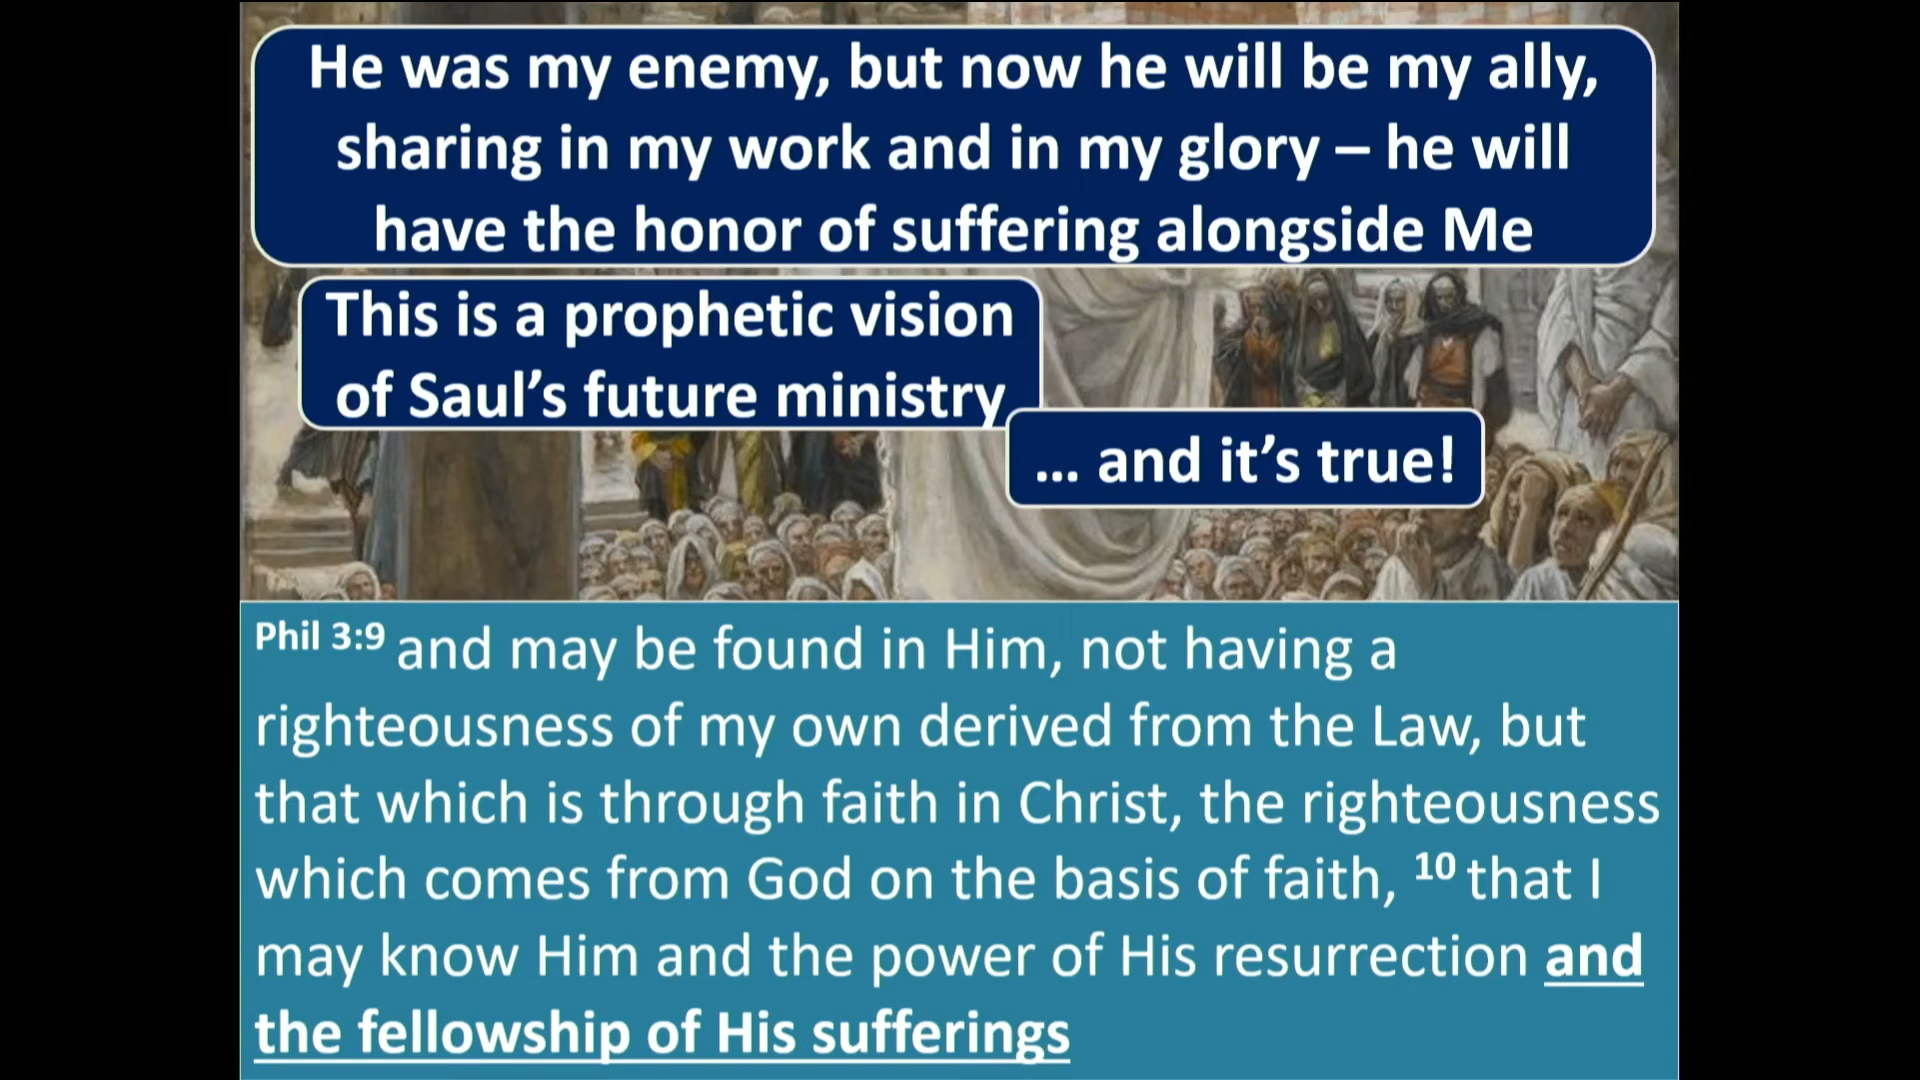 He was my enemy, but now he will be my ally,
sharing in my work and in my glory – he will
have the honor of suffering alongside Me
This is a prophetic vision
of Saul’s future ministry
... and it’s true!
Phil 3:9 and may be found in Him, not having a
righteousness of my own derived from the Law, but
that which is through faith in Christ, the righteousness
which comes from God on the basis of faith, 10 that I
may know Him and the power of His resurrection and
the fellowship of His sufferings